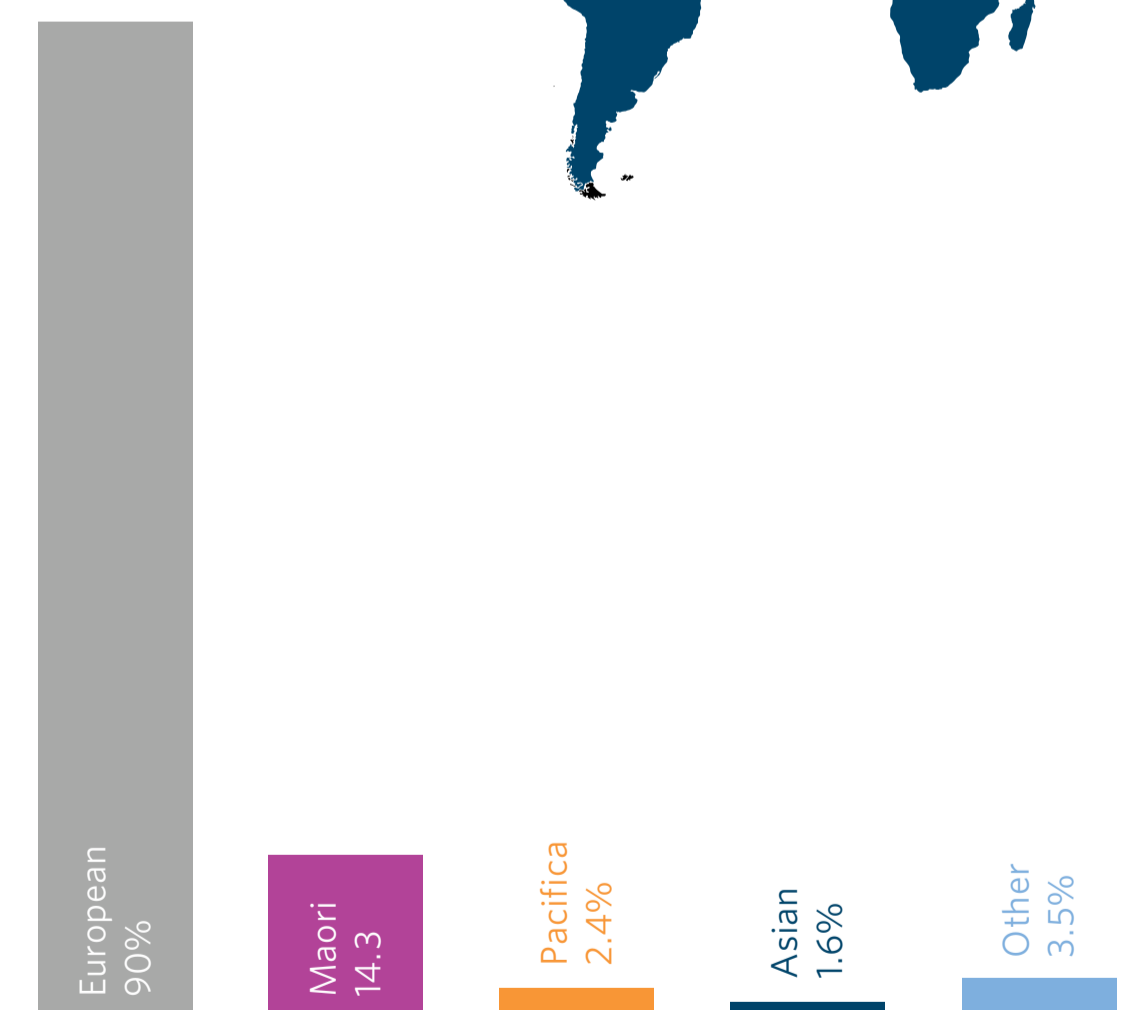 European
90%
Maori
14.3
Pacifica
2.4%
Asian
1.6%
Other
3.5%